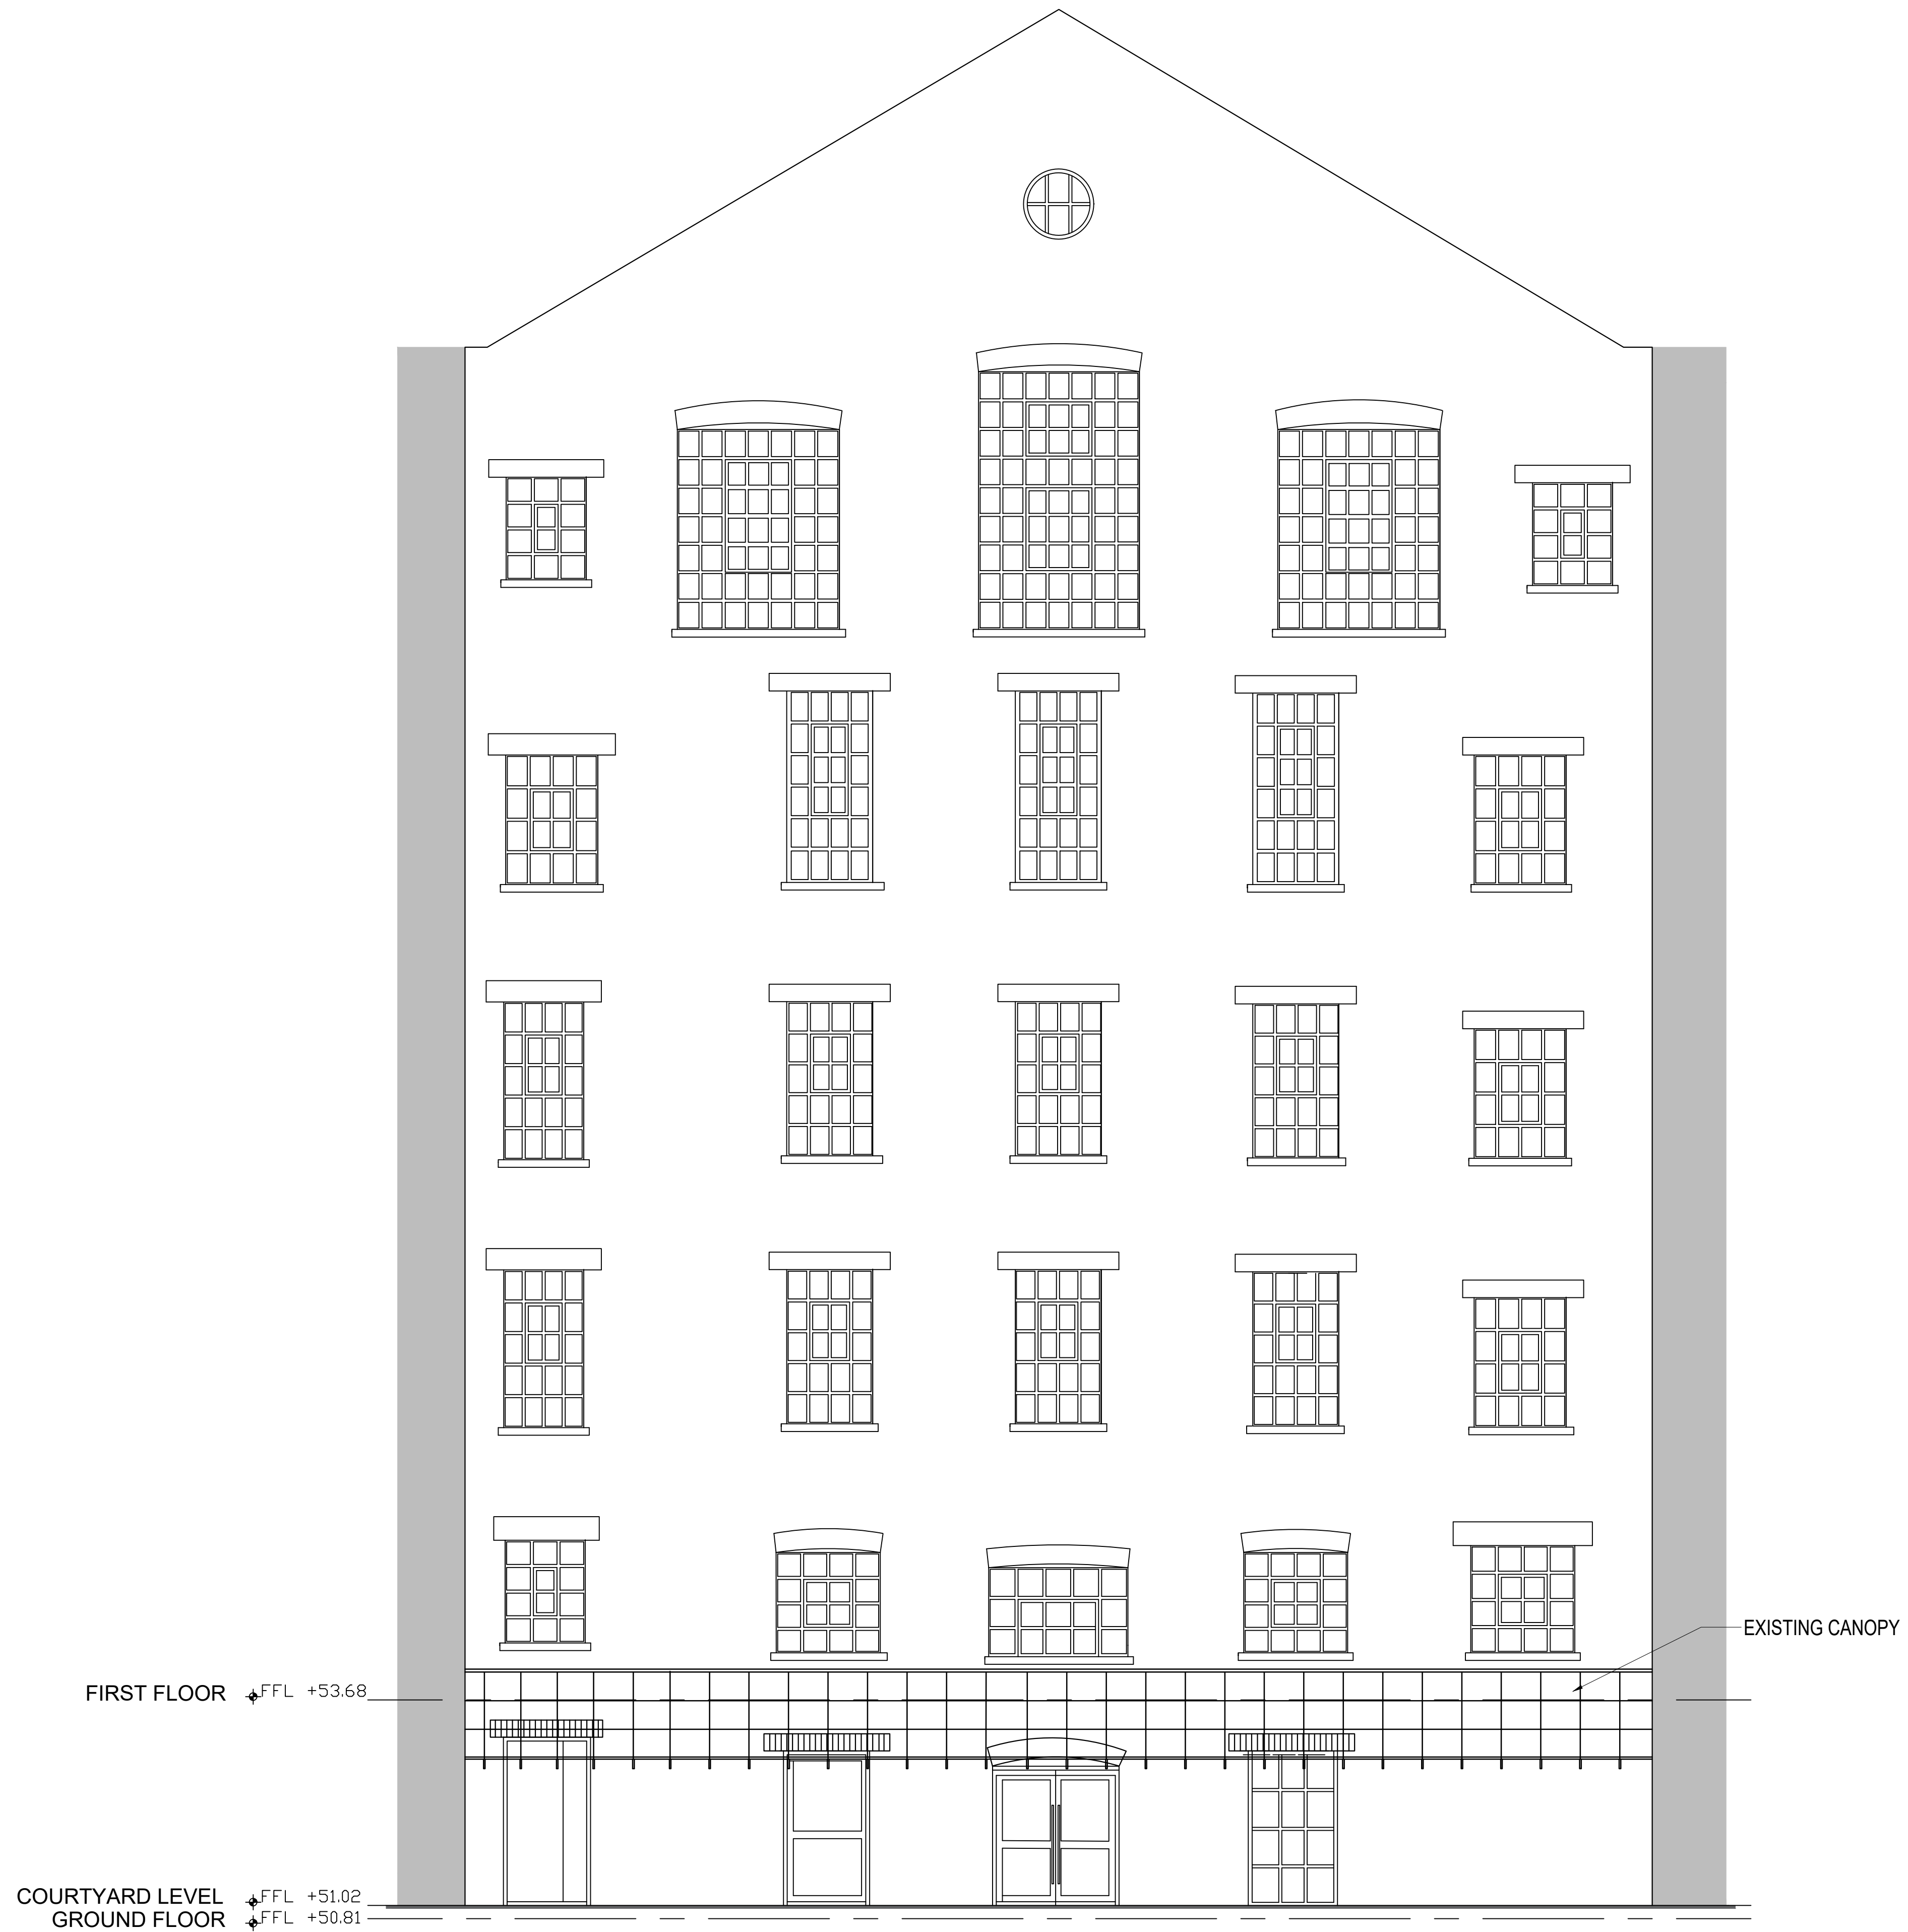 EXISTING CANOPY
FIRST FLOOR FFL +53.68
COURTYARD LEVEL FFL +51.02
GROUND FLOOR FFL +50.81